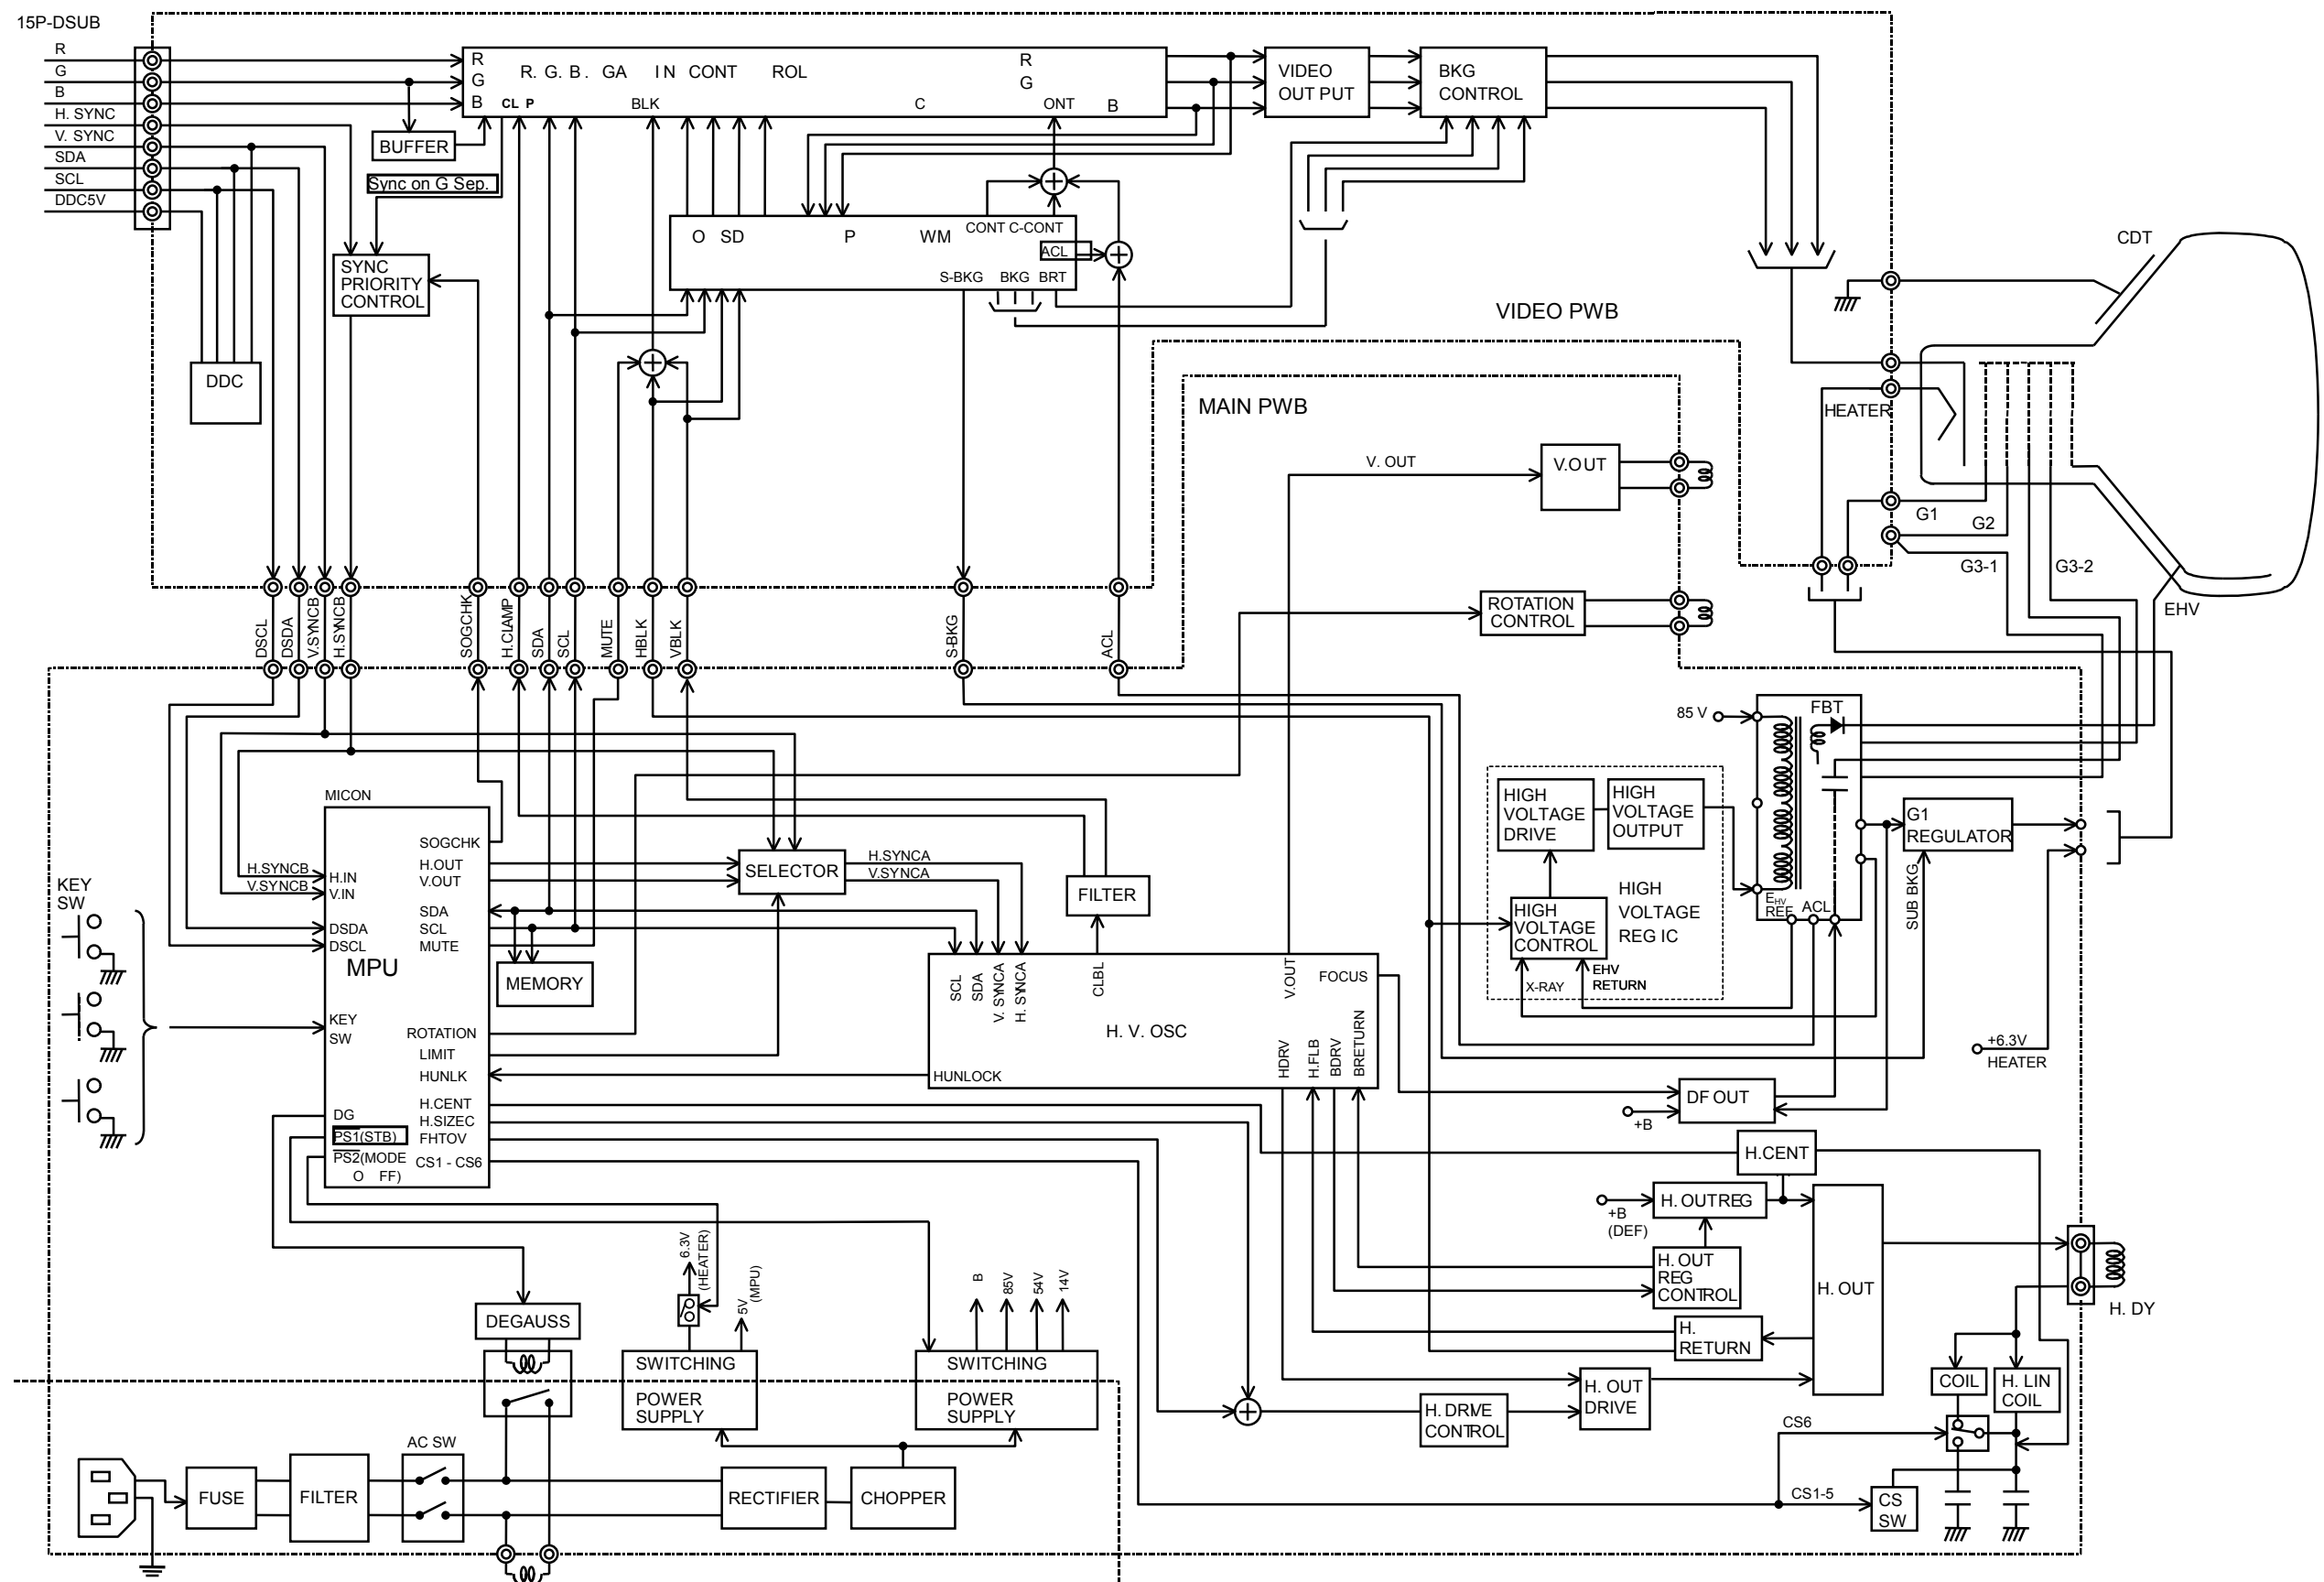 15P-DSUB
R
G
B
H. SYNC
V. SYNC
SDA
SCL
DDC5V
R
G
B
R. G. B. GA IN CONT ROL
CL P
BLK
C
ONT
R
G
B
VIDEO
OUT PUT
BKG
CONTROL
BUFFER
Sync on G Sep.
SYNC
PRIORITY
CONTROL
DDC
O SD
P
WM
CONT C-CONT
ACL
S-BKG
BKG
BRT
VIDEO PWB
MAIN PWB
CDT
HEATER
G1
G2
G3-1
G3-2
EHV
V. OUT
V.OUT
ROTATION
CONTROL
DSCL
DSDA
V.SYNCB
H.SYNCB
SOGCHK
H.CLAMP
SDA
SCL
MUTE
HBLK
VBLK
S-BKG
ACL
85 V
FBT
MICON
SOGCHK
H.OUT
V.OUT
SDA
SCL
MUTE
H.SYNCB
V.SYNCB
H.IN
V.IN
DSDA
DSCL
MPU
KEY
SW
KEY
SW
ROTATION
LIMIT
HUNLK
H.CENT
H.SIZEC
FHTOV
CS1 - CS6
DG
PS1(STB)
PS2(MODE
O FF)
SELECTOR
H.SYNCA
V.SYNCA
MEMORY
FILTER
HIGH
VOLTAGE
DRIVE
HIGH
VOLTAGE
OUTPUT
HIGH
VOLTAGE
CONTROL
HIGH
VOLTAGE
REG IC
X-RAY
EHV
RETURN
EHV
REF
ACL
G1
REGULATOR
SUB BKG
+6.3V
HEATER
SCL
SDA
V. SYNCA
H. SYNCA
CLBL
V.OUT
FOCUS
H. V. OSC
HUNLOCK
HDRV
H.FLB
BDRV
BRETURN
DF OUT
+B
H.CENT
H. OUTREG
+B
(DEF)
H. OUT
REG
CONTROL
H.
RETURN
H. OUT
H. OUT
DRIVE
H. DRIVE
CONTROL
H. DY
COIL
H. LIN
COIL
CS6
CS1-5
CS
SW
6.3V
(HEATER)
5V
(MPU)
B
85V
54V
14V
DEGAUSS
SWITCHING
POWER
SUPPLY
SWITCHING
POWER
SUPPLY
AC SW
FUSE
FILTER
RECTIFIER
CHOPPER